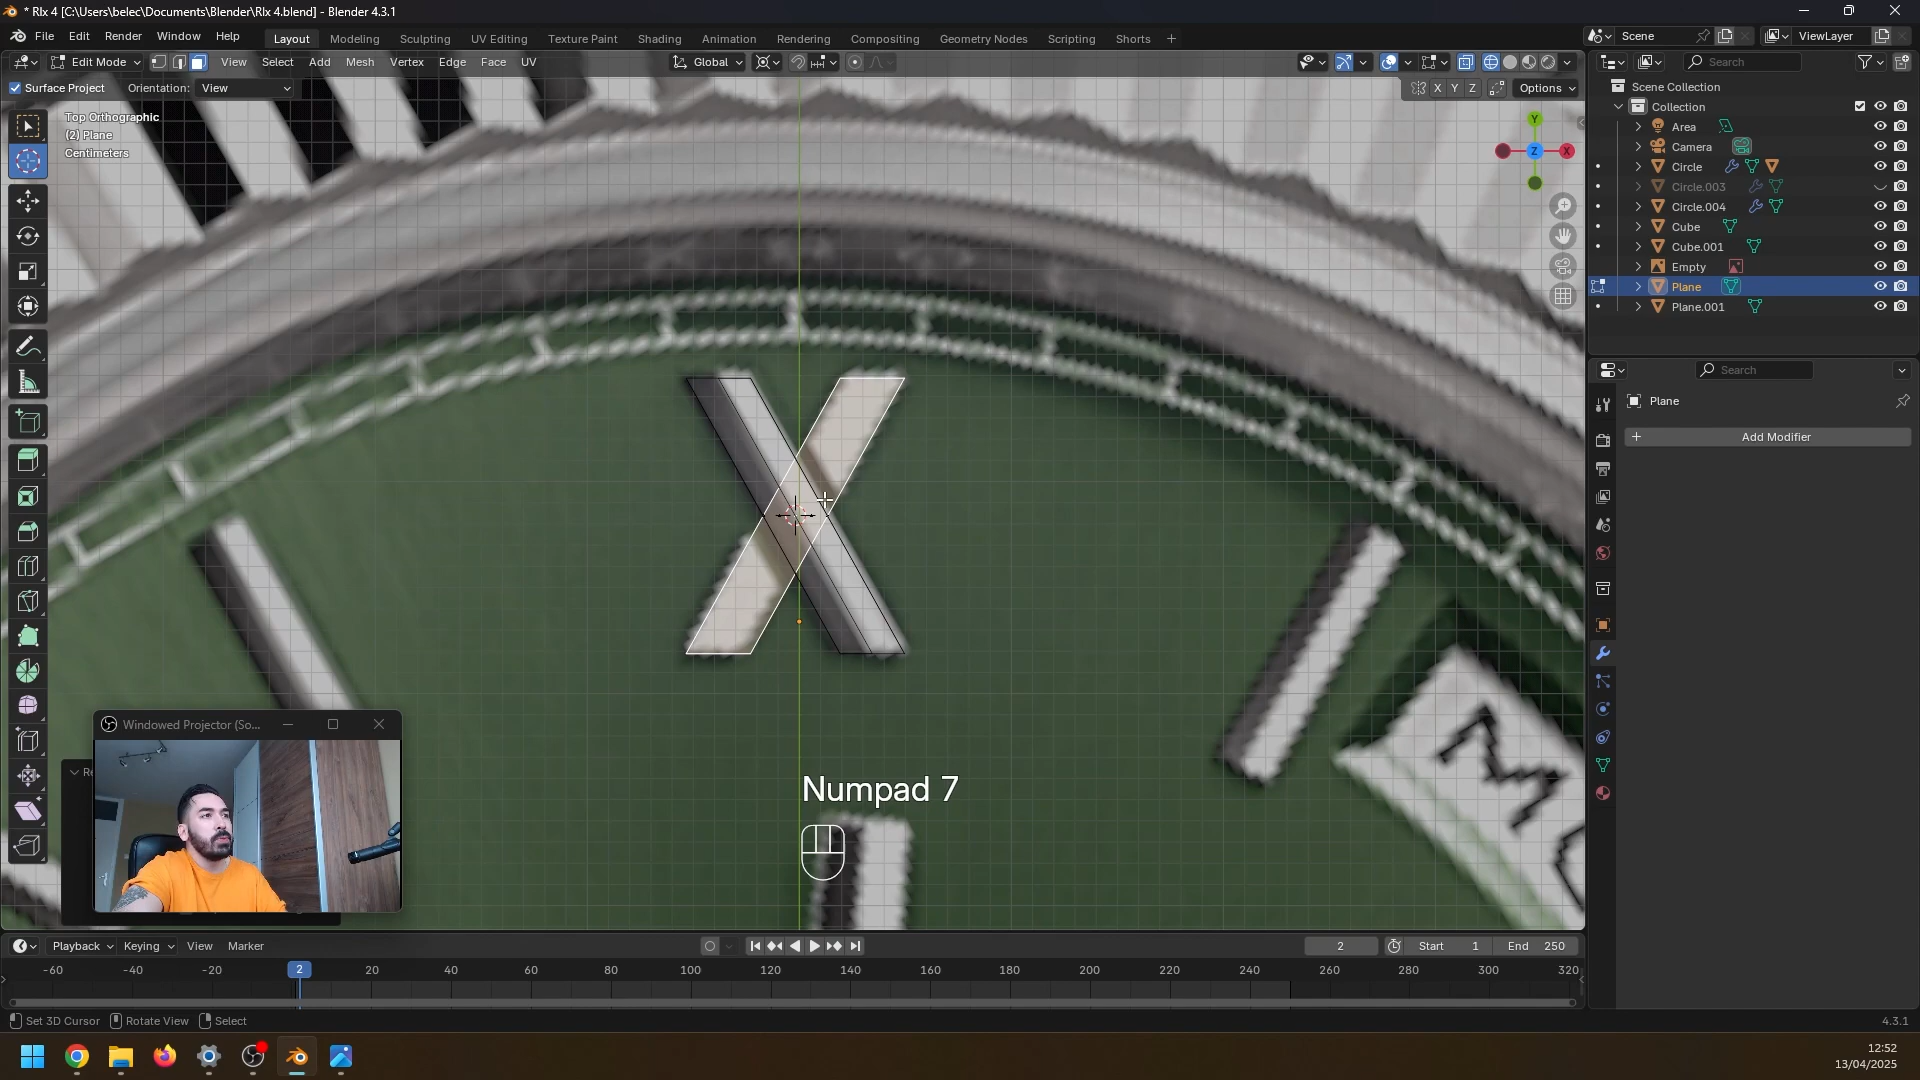 * Rlx 4 [C:\Users\belec\Documents\Blender\Rlx 4.blend] - Blender 4.3.1
File Edit Render Window Help Layout Modeling Sculpting UV Editing Texture Paint Shading Animation Rendering Compositing Geometry Nodes Scripting Shorts + Scene ViewLayer
Edit Mode View Select Add Mesh Vertex Edge Face UV Global Search
Surface Project Orientation: View X Y Z Options
Scene Collection
Top Orthographic
(2) Plane
Centimeters
Y
X
Z
Collection
Area
Camera
Circle
Circle.003
Circle.004
Cube
Cube.001
Empty
Plane
Plane.001
Search
Plane
+ Add Modifier
X
Windowed Projector (So...
Re
Numpad 7
Playback Keying View Marker 2 Start 1 End 250
-60 -40 -20 2 20 40 60 80 100 120 140 160 180 200 220 240 260 280 300 320
Set 3D Cursor Rotate View Select 4.3.1
12:52
13/04/2025